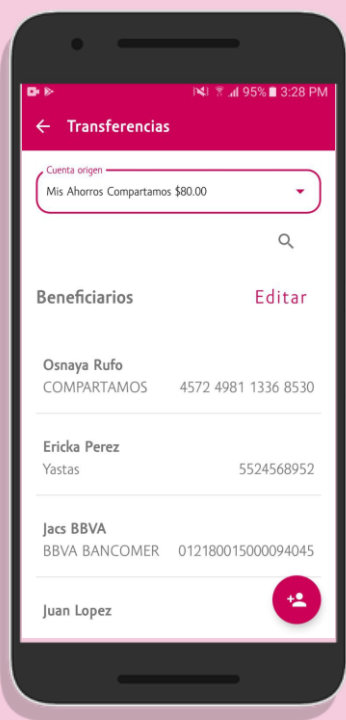 95% 3:28 PM
Transferencias
Cuenta origen
Mis Ahorros Compartamos $80.00
Beneficiarios Editar
Osnaya Rufo
COMPARTAMOS 4572 4981 1336 8530
Ericka Perez
Yastas 5524568952
Jacs BBVA
BBVA BANCOMER 012180015000094045
Juan Lopez